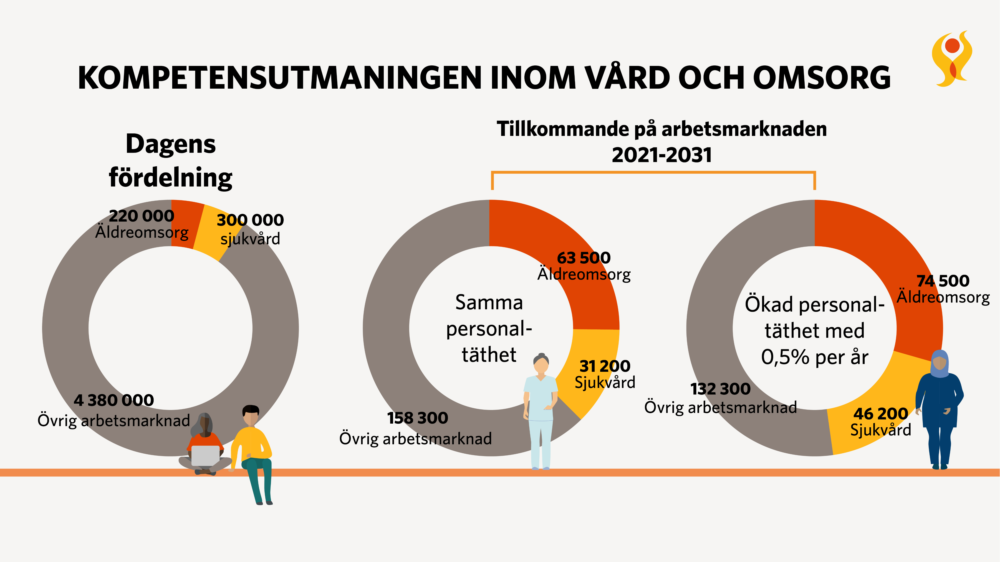 KOMPETENSUTMANINGEN INOM VÅRD OCH OMSORG
Dagens
fördelning
220 000
Äldreomsorg
300 000
sjukvård
4 380 000
Övrig arbetsmarknad
Tillkommande på arbetsmarknaden
2021-2031
63 500
Äldreomsorg
Samma
personal-
täthet
31 200
Sjukvård
158 300
Övrig arbetsmarknad
74 500
Äldreomsorg
Ökad personal-
täthet med
0,5% per år
132 300
Övrig arbetsmarknad
46 200
Sjukvård